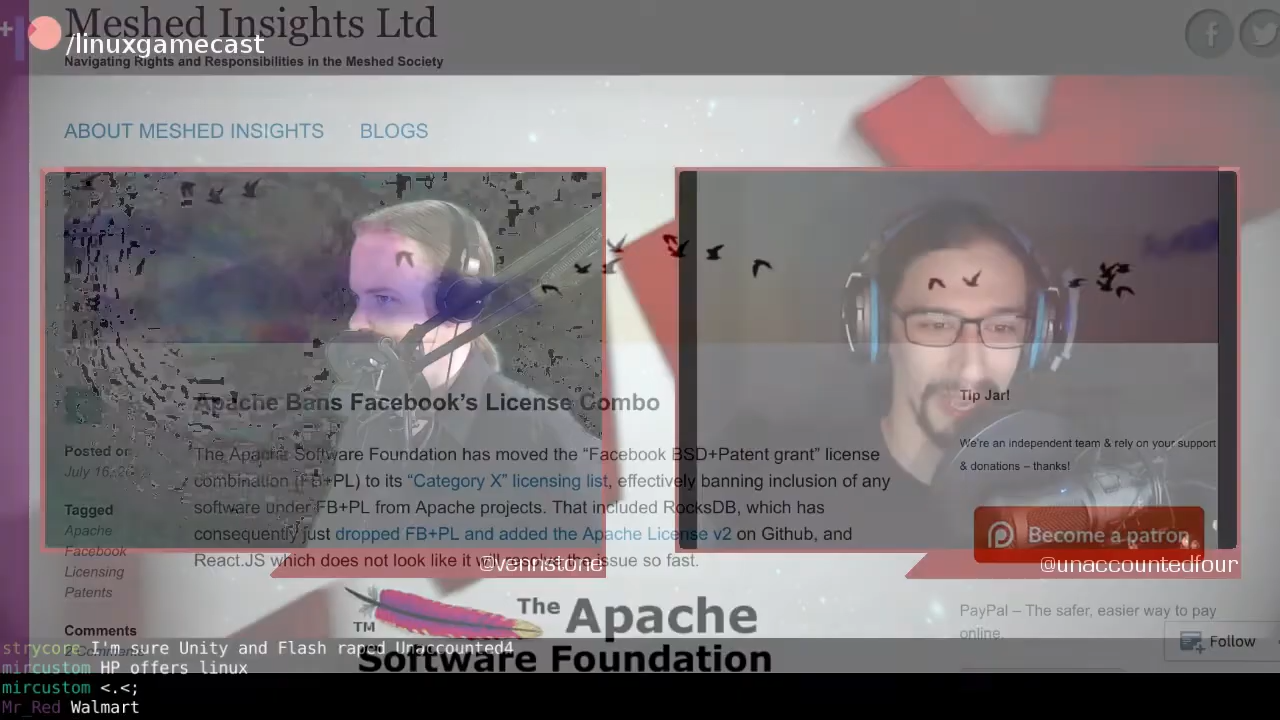 Meshed Insights Ltd
/linuxgamecast
Navigating Rights and Responsibilities in the Meshed Society
ABOUT MESHED INSIGHTS BLOGS
Apache Bans Facebook's License Combo
Posted on
July 16, 
The Apache Software Foundation has moved the “Facebook BSD+Patent grant” license
combination (FB+PL) to its “Category X” licensing list, effectively banning inclusion of any
software under FB+PL from Apache projects. That included RocksDB, which has
consequently just dropped FB+PL and added the Apache License v2 on Github, and
React.JS which does not look like it will resolve the issue so fast.
Tagged
Apache
Facebook
Licensing
Patents
Comments
Tip Jar!
We're an independent team & rely on your support
& donations – thanks!
Become a patron
@vennstone
@unaccountedfour
PayPal – The safer, easier way to pay
online.
Follow
TM
The Apache
Software Foundation
strycore I'm sure Unity and Flash raped Unaccounted4
mircustom HP offers linux
mircustom <.<;
Mr_Red Walmart